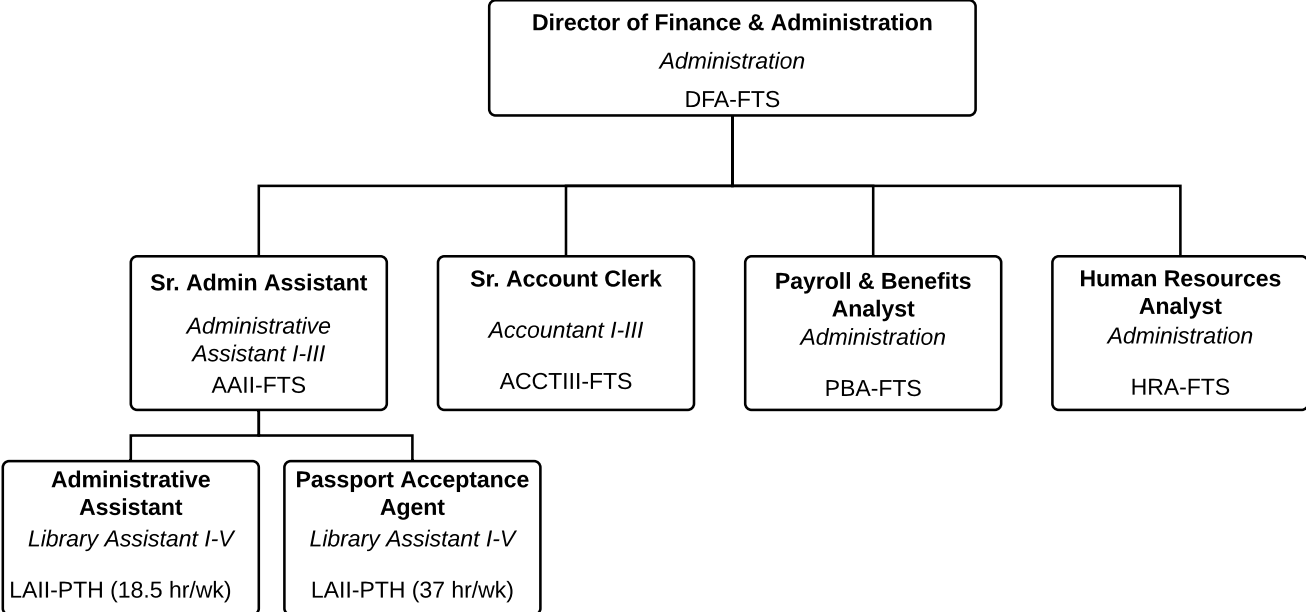 Director of Finance & Administration
Administration
DFA-FTS
Sr. Admin Assistant
Administrative
Assistant I-III
AAII-FTS
Sr. Account Clerk
Accountant I-III
ACCTIII-FTS
Payroll & Benefits
Analyst
Administration
PBA-FTS
Human Resources
Analyst
Administration
HRA-FTS
Administrative
Assistant
Library Assistant I-V
LAII-PTH (18.5 hr/wk)
Passport Acceptance
Agent
Library Assistant I-V
LAII-PTH (37 hr/wk)